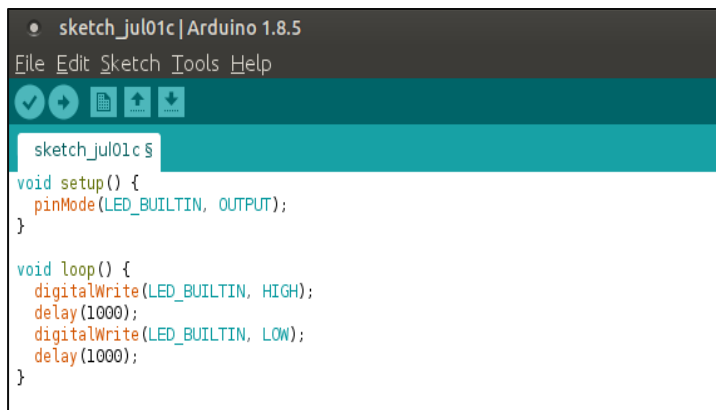 sketch_jul01c | Arduino 1.8.5
File Edit Sketch Tools Help
sketch_jul01c §
void setup() {
  pinMode(LED_BUILTIN, OUTPUT);
}

void loop() {
  digitalWrite(LED_BUILTIN, HIGH);
  delay(1000);
  digitalWrite(LED_BUILTIN, LOW);
  delay(1000);
}